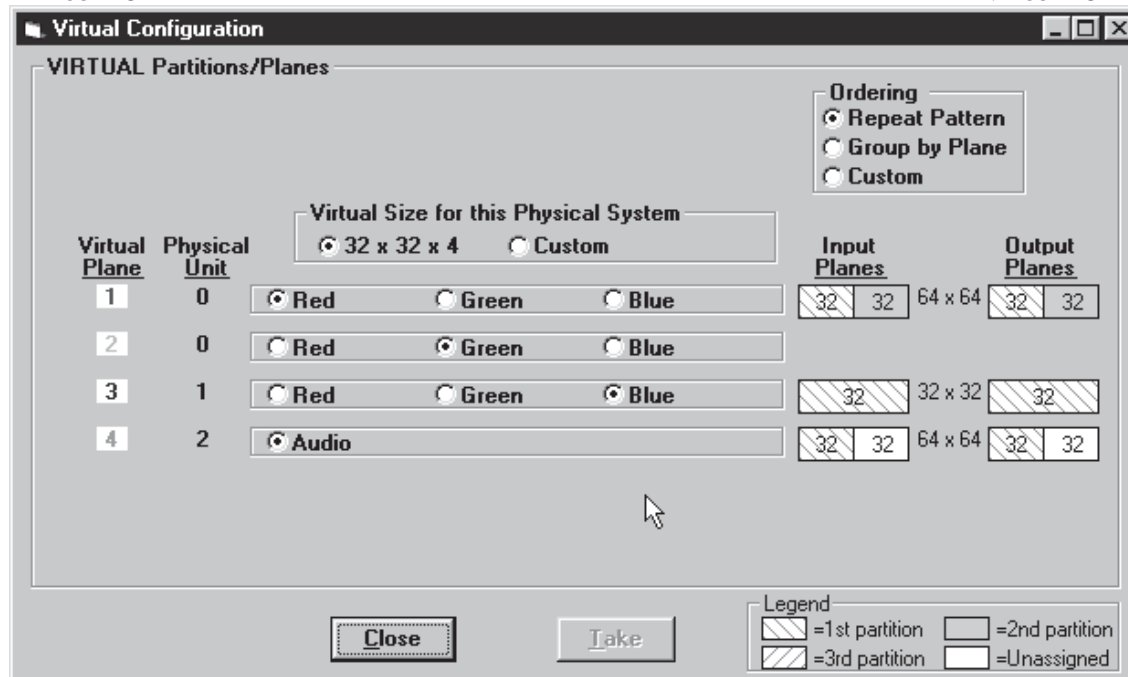 Virtual Configuration
VIRTUAL Partitions/Planes
Ordering
Repeat Pattern
Group by Plane
Custom
Virtual Size for this Physical System
32 x 32 x 4 Custom
Virtual Plane Physical Unit Input Planes Output Planes
1 0 Red Green Blue 32 32 64 x 64 32 32
2 0 Red Green Blue
3 1 Red Green Blue 32 32 x 32 32
4 2 Audio 32 32 64 x 64 32 32
Close Take
Legend
=1st partition =2nd partition
=3rd partition =Unassigned